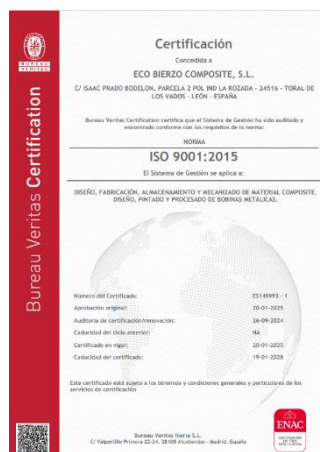 BUREAU
VERITAS
Bureau Veritas Certification
Certificación
Concedida a
ECO BIERZO COMPOSITE, S.L.
C/ ISAAC PRADO BODELON, PARCELA 2 POL IND LA ROZADA - 24516 - TORAL DE
LOS VADOS - LEÓN - ESPAÑA
Bureau Veritas Certification certifica que el Sistema de Gestión ha sido auditado y
encontrado conforme con los requisitos de la norma:
NORMA
ISO 9001:2015
El Sistema de Gestión se aplica a:
DISEÑO, FABRICACIÓN, ALMACENAMIENTO Y MECANIZADO DE MATERIAL COMPOSITE.
DISEÑO, PINTADO Y PROCESADO DE BOBINAS METÁLICAS.
Número del Certificado: ES149993 - 1
Aprobación original: 20-01-2025
Auditoría de certificación/renovación: 26-09-2024
Caducidad del ciclo anterior: NA
Certificado en vigor: 20-01-2025
Caducidad del certificado: 19-01-2028
Este certificado está sujeto a los términos y condiciones generales y particulares de los
servicios de certificación
Bureau Veritas Iberia S.L.
C/ Valportillo Primera 22-24, 28108 Alcobendas - Madrid, España
ENAC